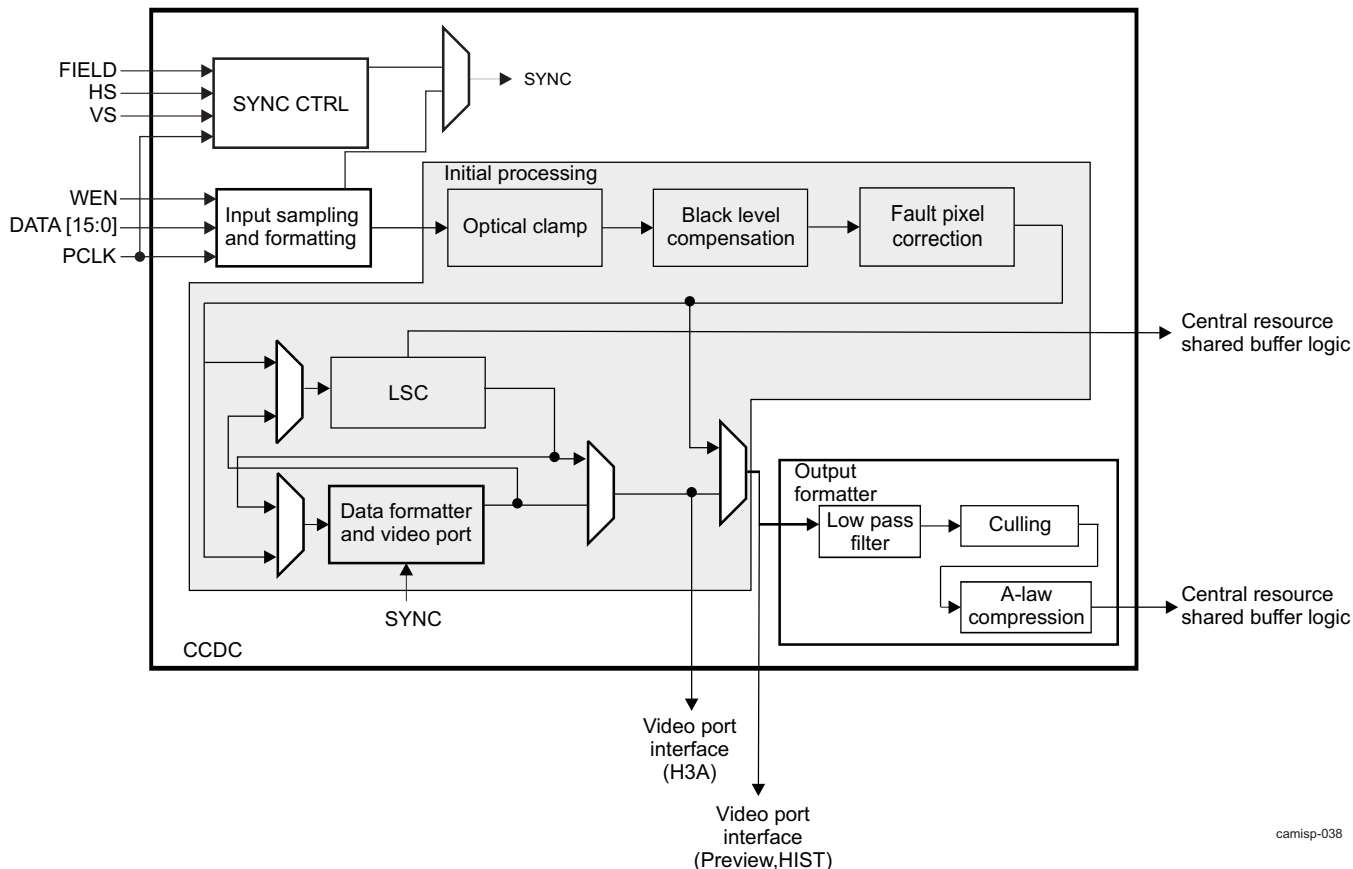 FIELD
HS
VS
SYNC CTRL
SYNC
WEN
DATA [15:0]
PCLK
Input sampling
and formatting
Initial processing
Optical clamp
Black level
compensation
Fault pixel
correction
Central resource
shared buffer logic
LSC
Data formatter
and video port
SYNC
Output
formatter
Low pass
filter
Culling
A-law
compression
Central resource
shared buffer logic
CCDC
Video port
interface
(H3A)
Video port
interface
(Preview,HIST)
camisp-038